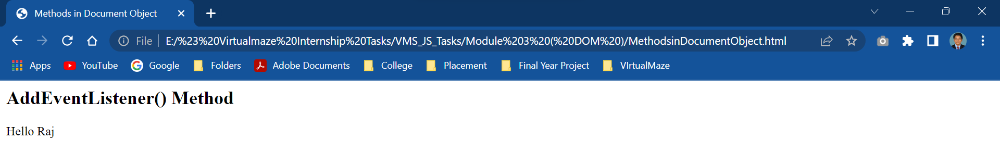 Methods in Document Object
File E:/%23%20Virtualmaze%20Internship%20Tasks/VMS_JS_Tasks/Module%203%20(%20DOM%20)/MethodsinDocumentObject.html
Apps YouTube Google Folders Adobe Documents College Placement Final Year Project VIrtualMaze
AddEventListener() Method
Hello Raj